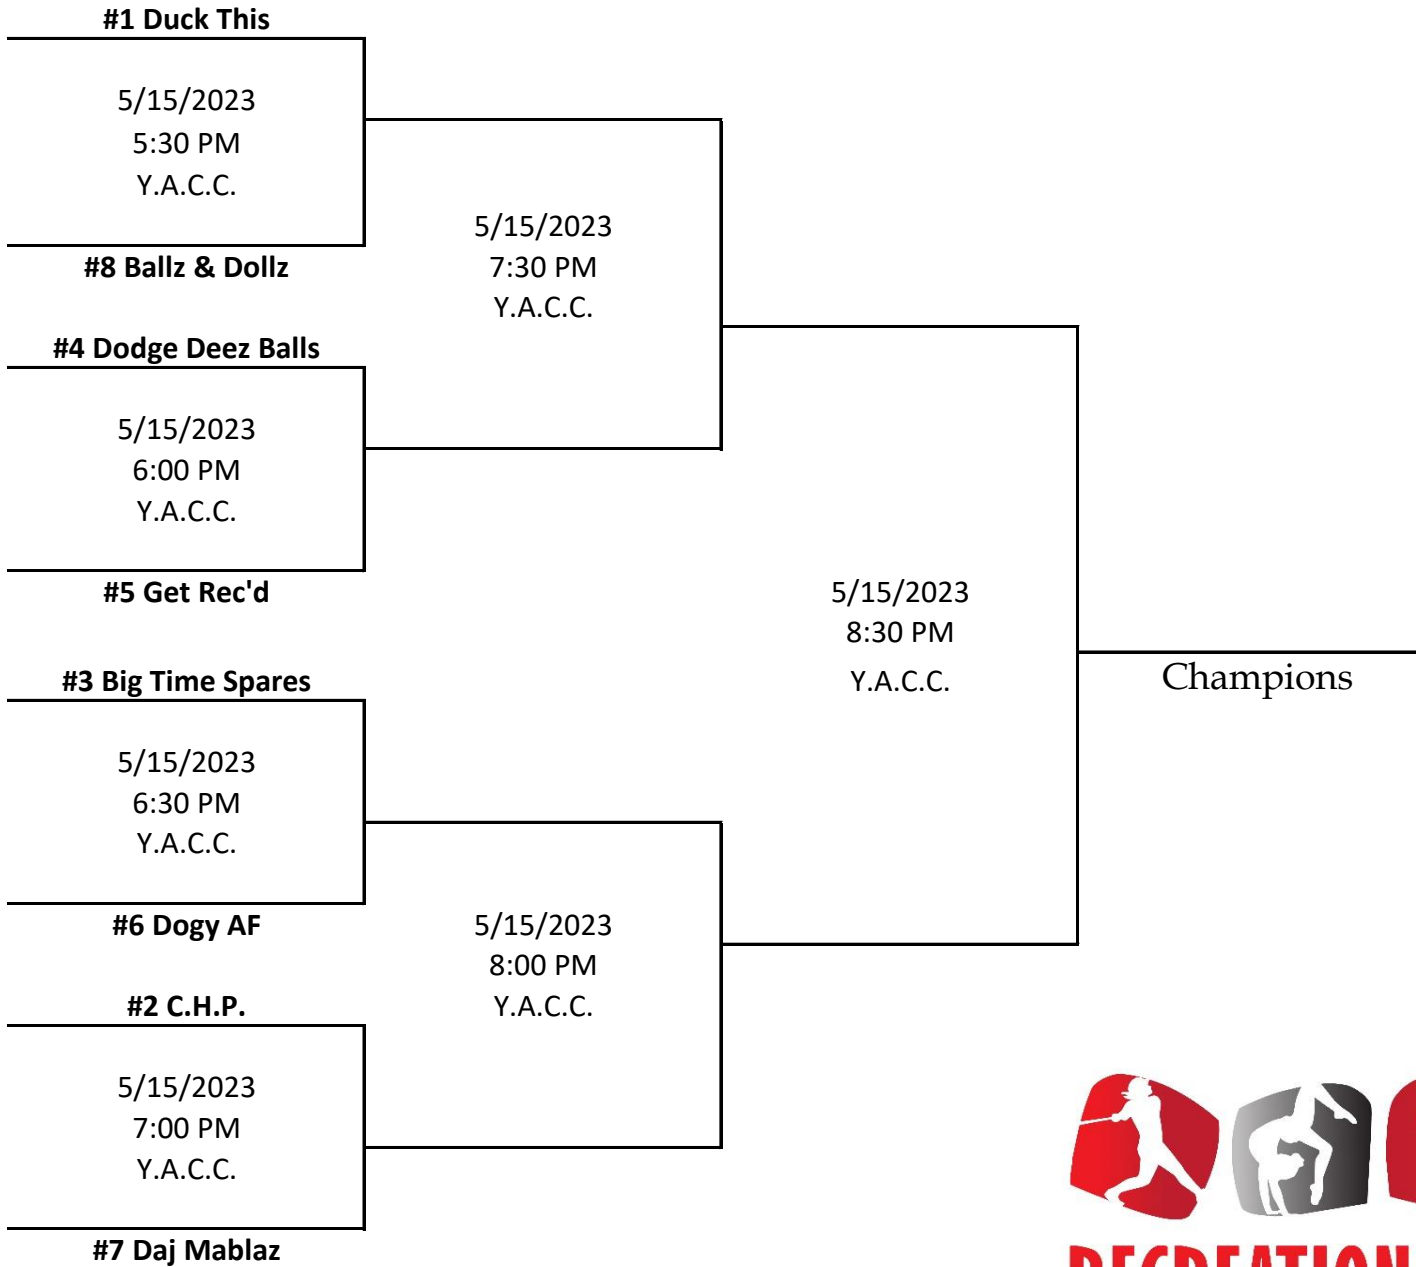 #1 Duck This
5/15/2023
5:30 PM
Y.A.C.C.
#8 Ballz & Dollz
5/15/2023
7:30 PM
Y.A.C.C.
#4 Dodge Deez Balls
5/15/2023
6:00 PM
Y.A.C.C.
#5 Get Rec'd
5/15/2023
8:30 PM
Y.A.C.C.
Champions
#3 Big Time Spares
5/15/2023
6:30 PM
Y.A.C.C.
#6 Dogy AF
5/15/2023
8:00 PM
Y.A.C.C.
#2 C.H.P.
5/15/2023
7:00 PM
Y.A.C.C.
#7 Daj Mablaz
RECREATION